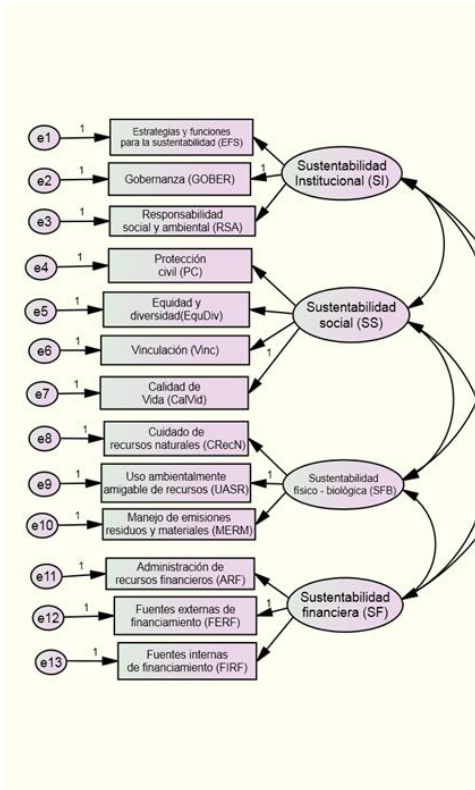 e1
1
Estrategias y funciones
para la sustentabilidad (EFS)
e2
1
Gobernanza (GOBER)
1
e3
1
Responsabilidad
social y ambiental (RSA)
Sustentabilidad
Institucional (SI)
e4
1
Protección
civil (PC)
e5
1
Equidad y
diversidad(EquDiv)
e6
1
Vinculación (Vinc)
e7
1
Calidad de
Vida (CalVid)
1
Sustentabilidad
social (SS)
e8
1
Cuidado de
recursos naturales (CRecN)
e9
1
Uso ambientalmente
amigable de recursos (UASR)
1
e10
1
Manejo de emisiones
residuos y materiales (MERM)
Sustentabilidad
físico - biológica (SFB)
e11
1
Administración de
recursos financieros (ARF)
e12
1
Fuentes externas de
financiamiento (FERF)
1
e13
1
Fuentes internas
de financiamiento (FIRF)
Sustentabilidad
financiera (SF)